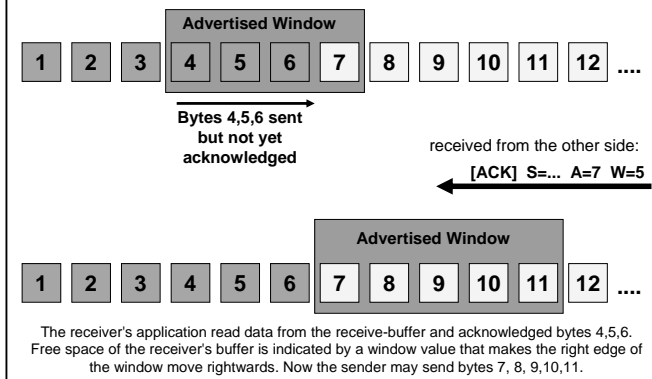 Advertised Window
1 2 3 4 5 6 7 8 9 10 11 12 ....
Bytes 4,5,6 sent
but not yet
acknowledged
received from the other side:
[ACK] S=... A=7 W=5
Advertised Window
1 2 3 4 5 6 7 8 9 10 11 12 ....
The receiver's application read data from the receive-buffer and acknowledged bytes 4,5,6.
Free space of the receiver's buffer is indicated by a window value that makes the right edge of
the window move rightwards. Now the sender may send bytes 7, 8, 9,10,11.